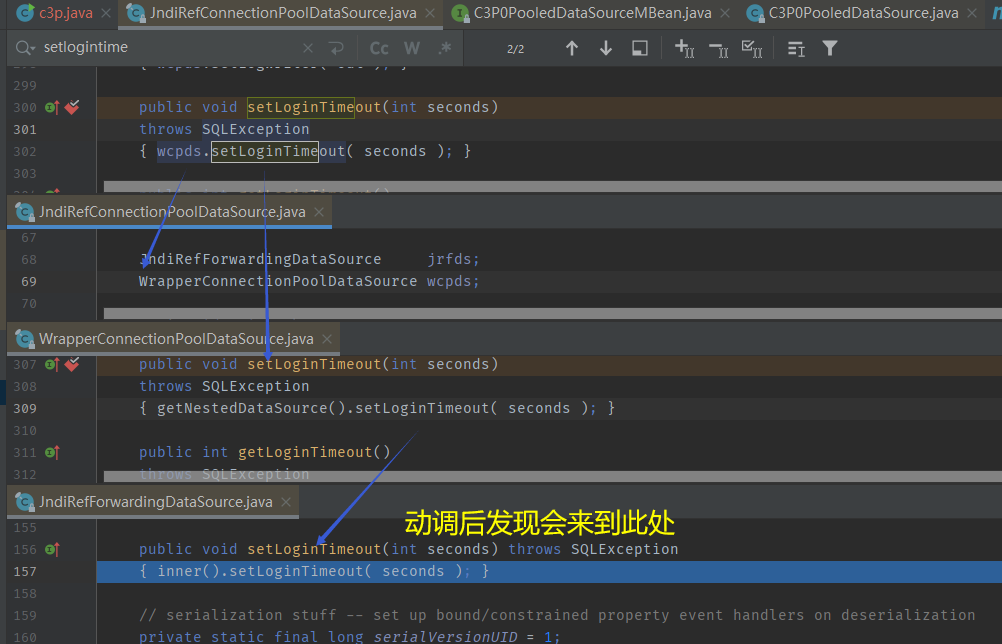 c3p.java × JndiRefConnectionPoolDataSource.java × C3P0PooledDataSourceMBean.java × C3P0PooledDataSource.java ×
setlogintime × Cc W .* 2/2
299
300 public void setLoginTimeout(int seconds)
301 throws SQLException
302 { wcpds.setLoginTimeout( seconds ); }
303
JndiRefConnectionPoolDataSource.java ×
67
68 JndiRefForwardingDataSource jrfds;
69 WrapperConnectionPoolDataSource wcpds;
70
WrapperConnectionPoolDataSource.java ×
307 public void setLoginTimeout(int seconds)
308 throws SQLException
309 { getNestedDataSource().setLoginTimeout( seconds ); }
310
311 public int getLoginTimeout()
312 throws SQLException
JndiRefForwardingDataSource.java ×
动调后发现会来到此处
155
156 public void setLoginTimeout(int seconds) throws SQLException
157 { inner().setLoginTimeout( seconds ); }
158
159 // serialization stuff -- set up bound/constrained property event handlers on deserialization
160 private static final long serialVersionUID = 1;